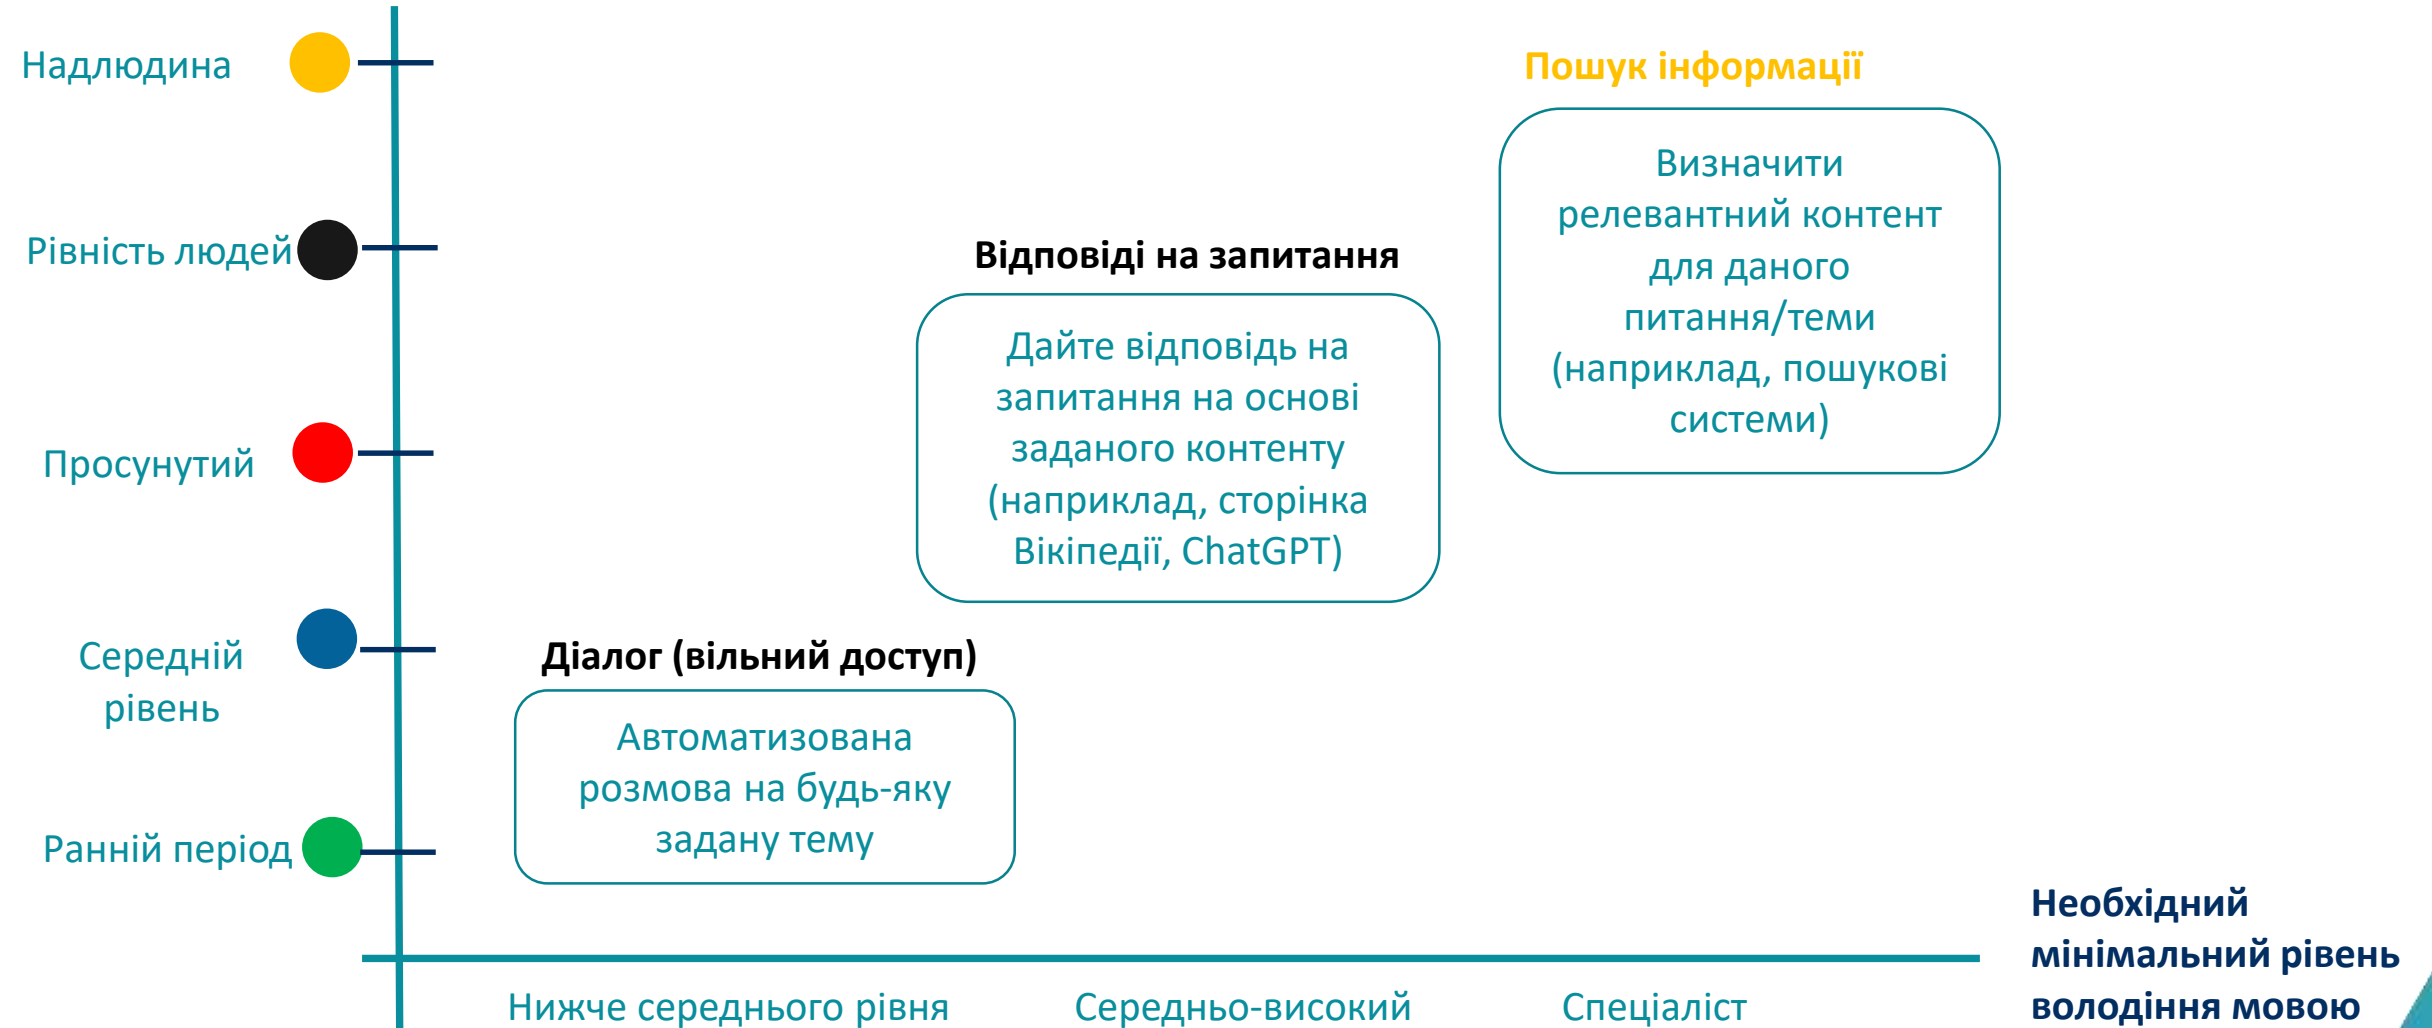 Надлюдина
Рівність людей
Просунутий
Середній
рівень
Ранній період
Діалог (вільний доступ)
Автоматизована
розмова на будь-яку
задану тему
Відповіді на запитання
Дайте відповідь на
запитання на основі
заданого контенту
(наприклад, сторінка
Вікіпедії, ChatGPT)
Пошук інформації
Визначити
релевантний контент
для даного
питання/теми
(наприклад, пошукові
системи)
Нижче середнього рівня
Середньо-високий
Спеціаліст
Необхідний
мінімальний рівень
володіння мовою